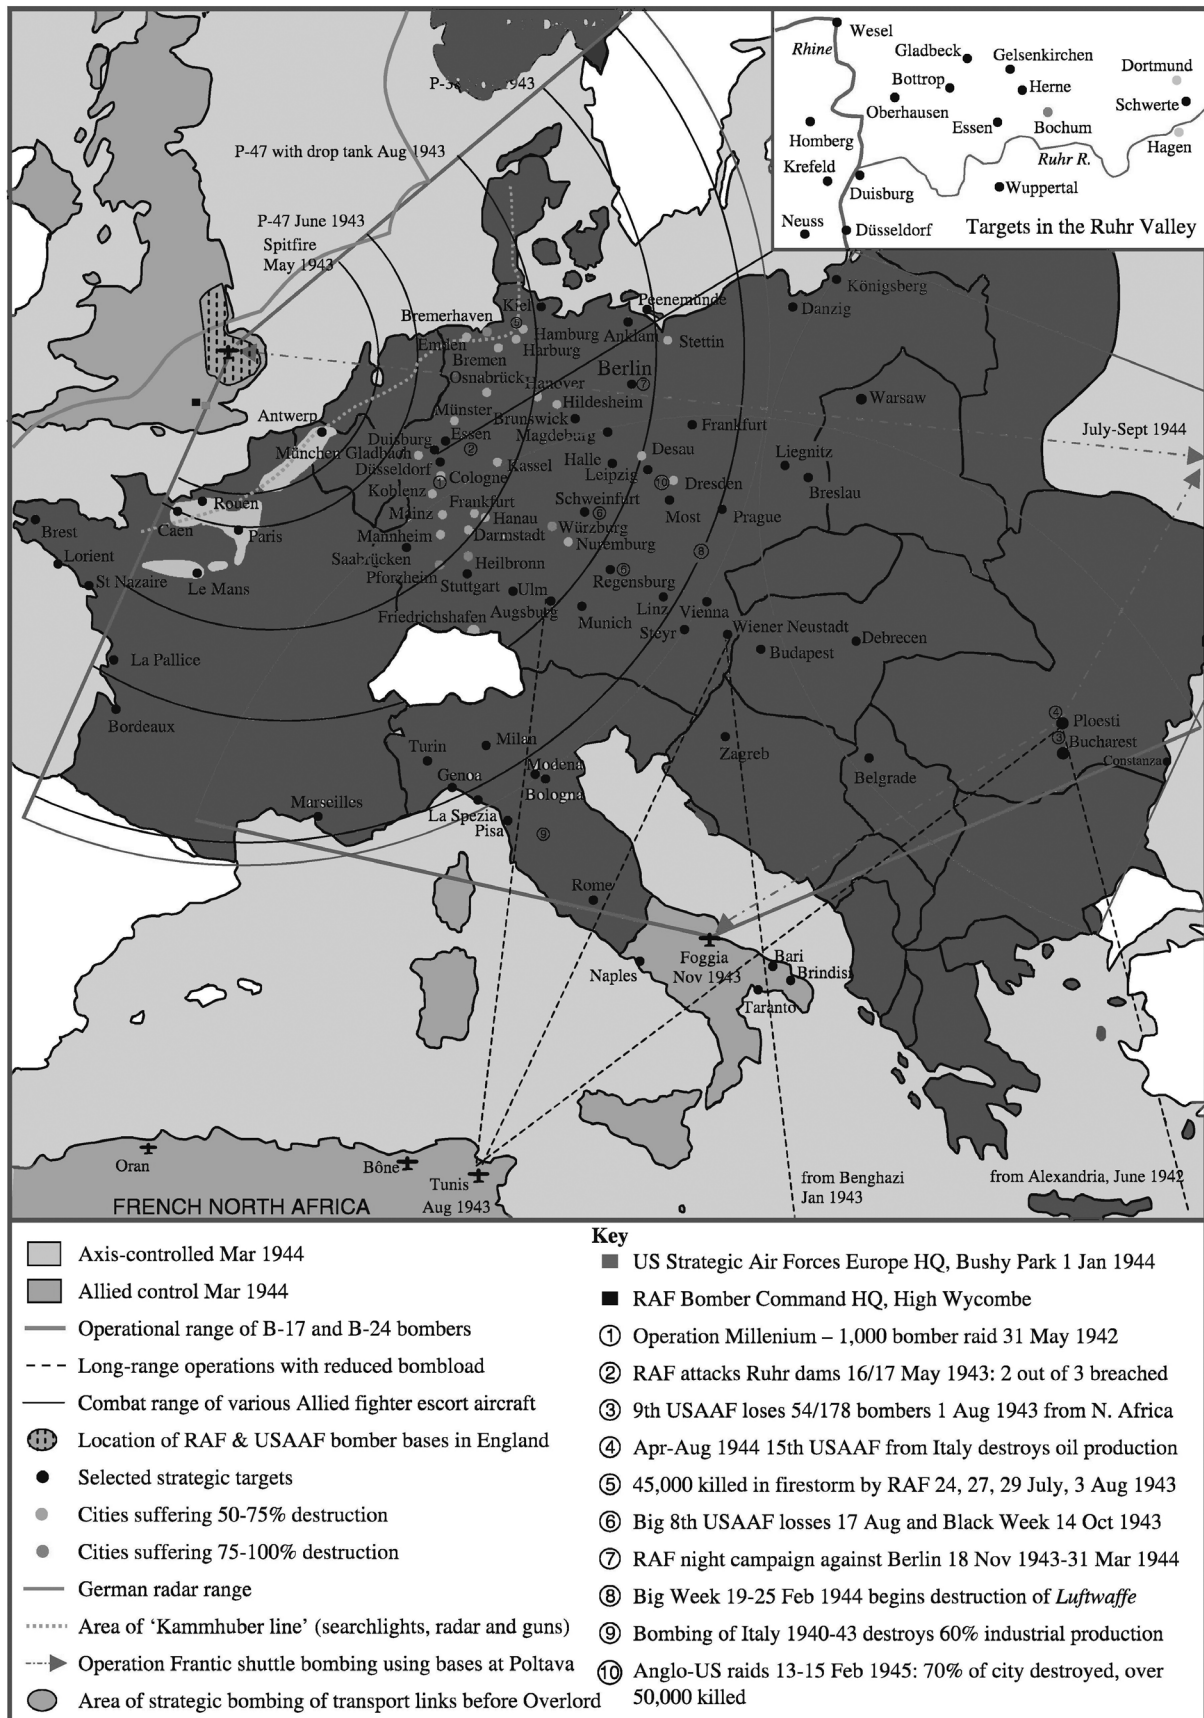 P-47 with drop tank Aug 1943
P-47 June 1943
Spitfire
May 1943
Wesel
Rhine
Gladbeck
Gelsenkirchen
Bottrop
Herne
Dortmund
Oberhausen
Schwerte
Essen
Bochum
Homberg
Hagen
Ruhr R.
Krefeld
Duisburg
Wuppertal
Neuss
Düsseldorf
Targets in the Ruhr Valley
Königsberg
Danzig
Kiel
Peenemünde
⑤
Bremerhaven
Hamburg
Anklam
Stettin
Emden
Harburg
Bremen
Berlin
Osnabrück
Hanover
⑦
Hildesheim
Warsaw
Antwerp
Münster
Brunswick
Frankfurt
Magdeburg
July-Sept 1944
Duisburg
Essen
②
München Gladbach
Desau
Liegnitz
Düsseldorf
Kassel
Halle
Leipzig
①
Cologne
⑩
Dresden
Breslau
Koblenz
Frankfurt
Schweinfurt
Rouen
Mainz
Hanau
⑥
Most
Prague
Brest
Caen
Paris
Mannheim
Darmstadt
Würzburg
Nuremburg
⑧
Lorient
Saarbrücken
Heilbronn
St Nazaire
Le Mans
Pforzheim
Stuttgart
Ulm
⑥
Regensburg
Friedrichshafen
Augsburg
Munich
Linz
Vienna
Steyr
Wiener Neustadt
Debrecen
Budapest
La Pallice
Bordeaux
④
Ploesti
③
Bucharest
Turin
Milan
Zagreb
Constanza
Genoa
Modena
Belgrade
Bologna
Marseilles
La Spezia
Pisa
⑨
Rome
Foggia
Nov 1943
Naples
Bari
Brindisi
Taranto
Oran
Bône
Tunis
Aug 1943
from Benghazi
Jan 1943
from Alexandria, June 1942
FRENCH NORTH AFRICA
Key
Axis-controlled Mar 1944
Allied control Mar 1944
Operational range of B-17 and B-24 bombers
Long-range operations with reduced bombload
Combat range of various Allied fighter escort aircraft
Location of RAF & USAAF bomber bases in England
Selected strategic targets
Cities suffering 50-75% destruction
Cities suffering 75-100% destruction
German radar range
Area of ‘Kammhuber line’ (searchlights, radar and guns)
Operation Frantic shuttle bombing using bases at Poltava
Area of strategic bombing of transport links before Overlord
US Strategic Air Forces Europe HQ, Bushy Park 1 Jan 1944
RAF Bomber Command HQ, High Wycombe
① Operation Millenium – 1,000 bomber raid 31 May 1942
② RAF attacks Ruhr dams 16/17 May 1943: 2 out of 3 breached
③ 9th USAAF loses 54/178 bombers 1 Aug 1943 from N. Africa
④ Apr-Aug 1944 15th USAAF from Italy destroys oil production
⑤ 45,000 killed in firestorm by RAF 24, 27, 29 July, 3 Aug 1943
⑥ Big 8th USAAF losses 17 Aug and Black Week 14 Oct 1943
⑦ RAF night campaign against Berlin 18 Nov 1943-31 Mar 1944
⑧ Big Week 19-25 Feb 1944 begins destruction of Luftwaffe
⑨ Bombing of Italy 1940-43 destroys 60% industrial production
⑩ Anglo-US raids 13-15 Feb 1945: 70% of city destroyed, over
50,000 killed